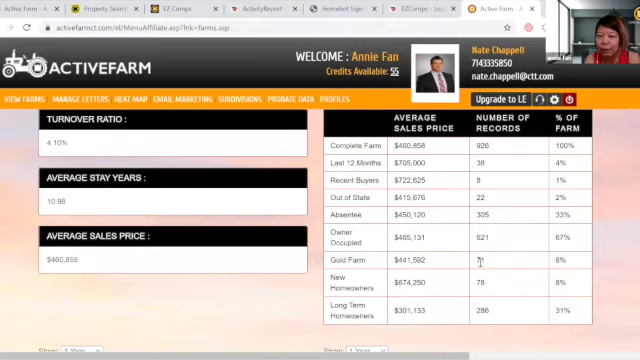 Active Farm
Property Search
EZ Comps
ActivityReport
Homebot Sign
EZComps
Active Farm
activefarmct.com/el/MenuAffiliate.asp?lnk=farms.asp
ACTIVEFARM
WELCOME : Annie Fan
Credits Available: 55
Nate Chappell
7143335850
nate.chappell@ctt.com
annie Fan
VIEW FARMS MANAGE LETTERS HEAT MAP EMAIL MARKETING SUBDIVISIONS PROBATE DATA PROFILES
Upgrade to LE
TURNOVER RATIO :
4.10%
AVERAGE STAY YEARS :
10.98
AVERAGE SALES PRICE :
$460,858
AVERAGE SALES PRICE NUMBER OF RECORDS % OF FARM
Complete Farm $460,858 926 100%
Last 12 Months $705,000 38 4%
Recent Buyers $722,625 8 1%
Out of State $415,676 22 2%
Absentee $450,120 305 33%
Owner Occupied $465,131 621 67%
Gold Farm $441,592 71 8%
New Homeowners $674,250 78 8%
Long Term Homeowners $301,133 286 31%
Show: 1 Year
Show: 1 Year